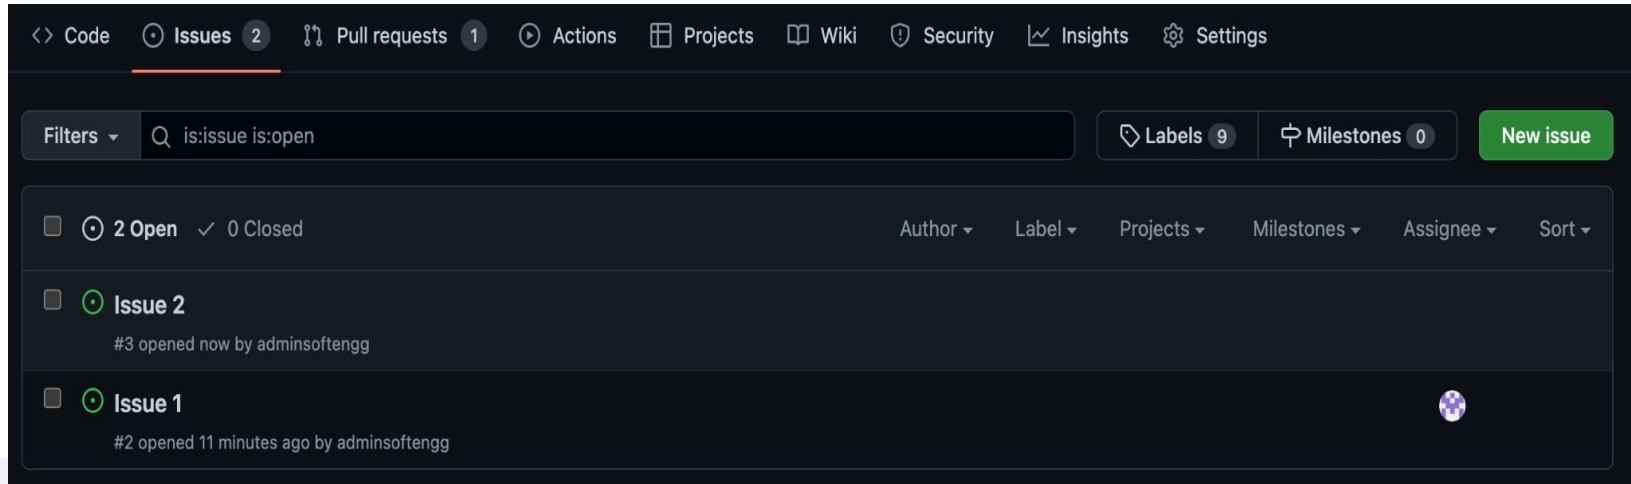 Code Issues 2 Pull requests 1 Actions Projects Wiki Security Insights Settings
Filters is:issue is:open Labels 9 Milestones 0 New issue
2 Open 0 Closed Author Label Projects Milestones Assignee Sort
Issue 2
#3 opened now by adminsoftengg
Issue 1
#2 opened 11 minutes ago by adminsoftengg